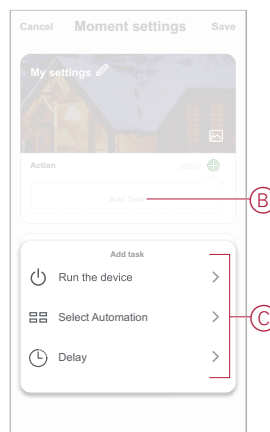 Cancel Moment settings Save
My settings
Action
Add Task
B
Add task
Run the device
C
Select Automation
Delay